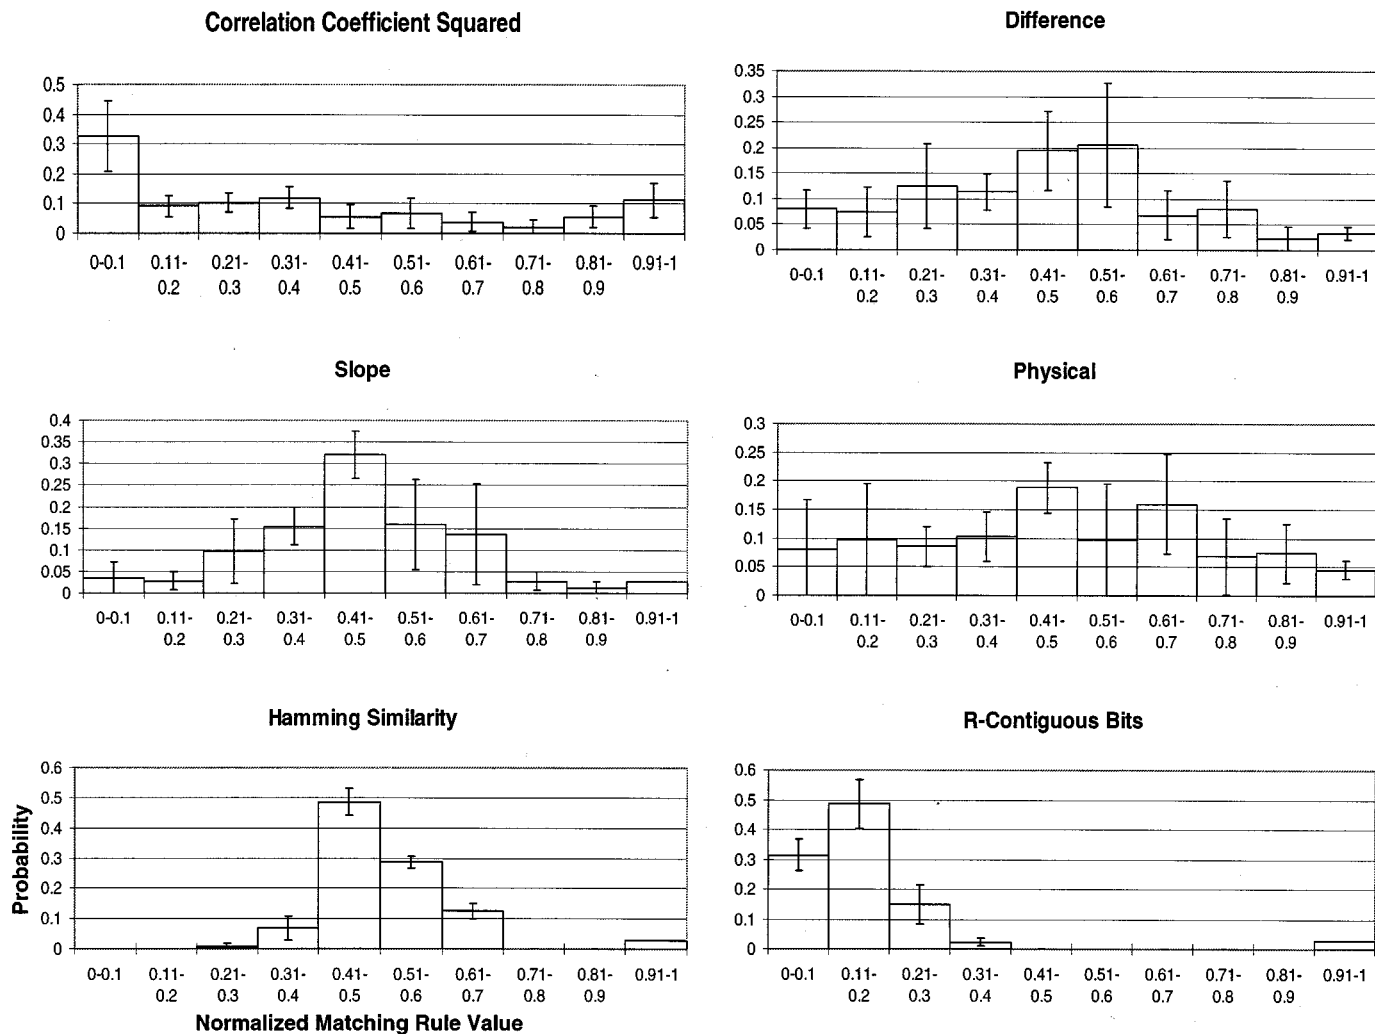 Correlation Coefficient Squared
0.5
0.4
0.3
0.2
0.1
0
0-0.1 0.11- 0.21- 0.31- 0.41- 0.51- 0.61- 0.71- 0.81- 0.91-1
0.2 0.3 0.4 0.5 0.6 0.7 0.8 0.9
Difference
0.35
0.3
0.25
0.2
0.15
0.1
0.05
0
0-0.1 0.11- 0.21- 0.31- 0.41- 0.51- 0.61- 0.71- 0.81- 0.91-1
0.2 0.3 0.4 0.5 0.6 0.7 0.8 0.9
Slope
0.4
0.35
0.3
0.25
0.2
0.15
0.1
0.05
0
0-0.1 0.11- 0.21- 0.31- 0.41- 0.51- 0.61- 0.71- 0.81- 0.91-1
0.2 0.3 0.4 0.5 0.6 0.7 0.8 0.9
Physical
0.3
0.25
0.2
0.15
0.1
0.05
0
0-0.1 0.11- 0.21- 0.31- 0.41- 0.51- 0.61- 0.71- 0.81- 0.91-1
0.2 0.3 0.4 0.5 0.6 0.7 0.8 0.9
Hamming Similarity
Probability
0.6
0.5
0.4
0.3
0.2
0.1
0
0-0.1 0.11- 0.21- 0.31- 0.41- 0.51- 0.61- 0.71- 0.81- 0.91-1
0.2 0.3 0.4 0.5 0.6 0.7 0.8 0.9
Normalized Matching Rule Value
R-Contiguous Bits
0.6
0.5
0.4
0.3
0.2
0.1
0
0-0.1 0.11- 0.21- 0.31- 0.41- 0.51- 0.61- 0.71- 0.81- 0.91-1
0.2 0.3 0.4 0.5 0.6 0.7 0.8 0.9